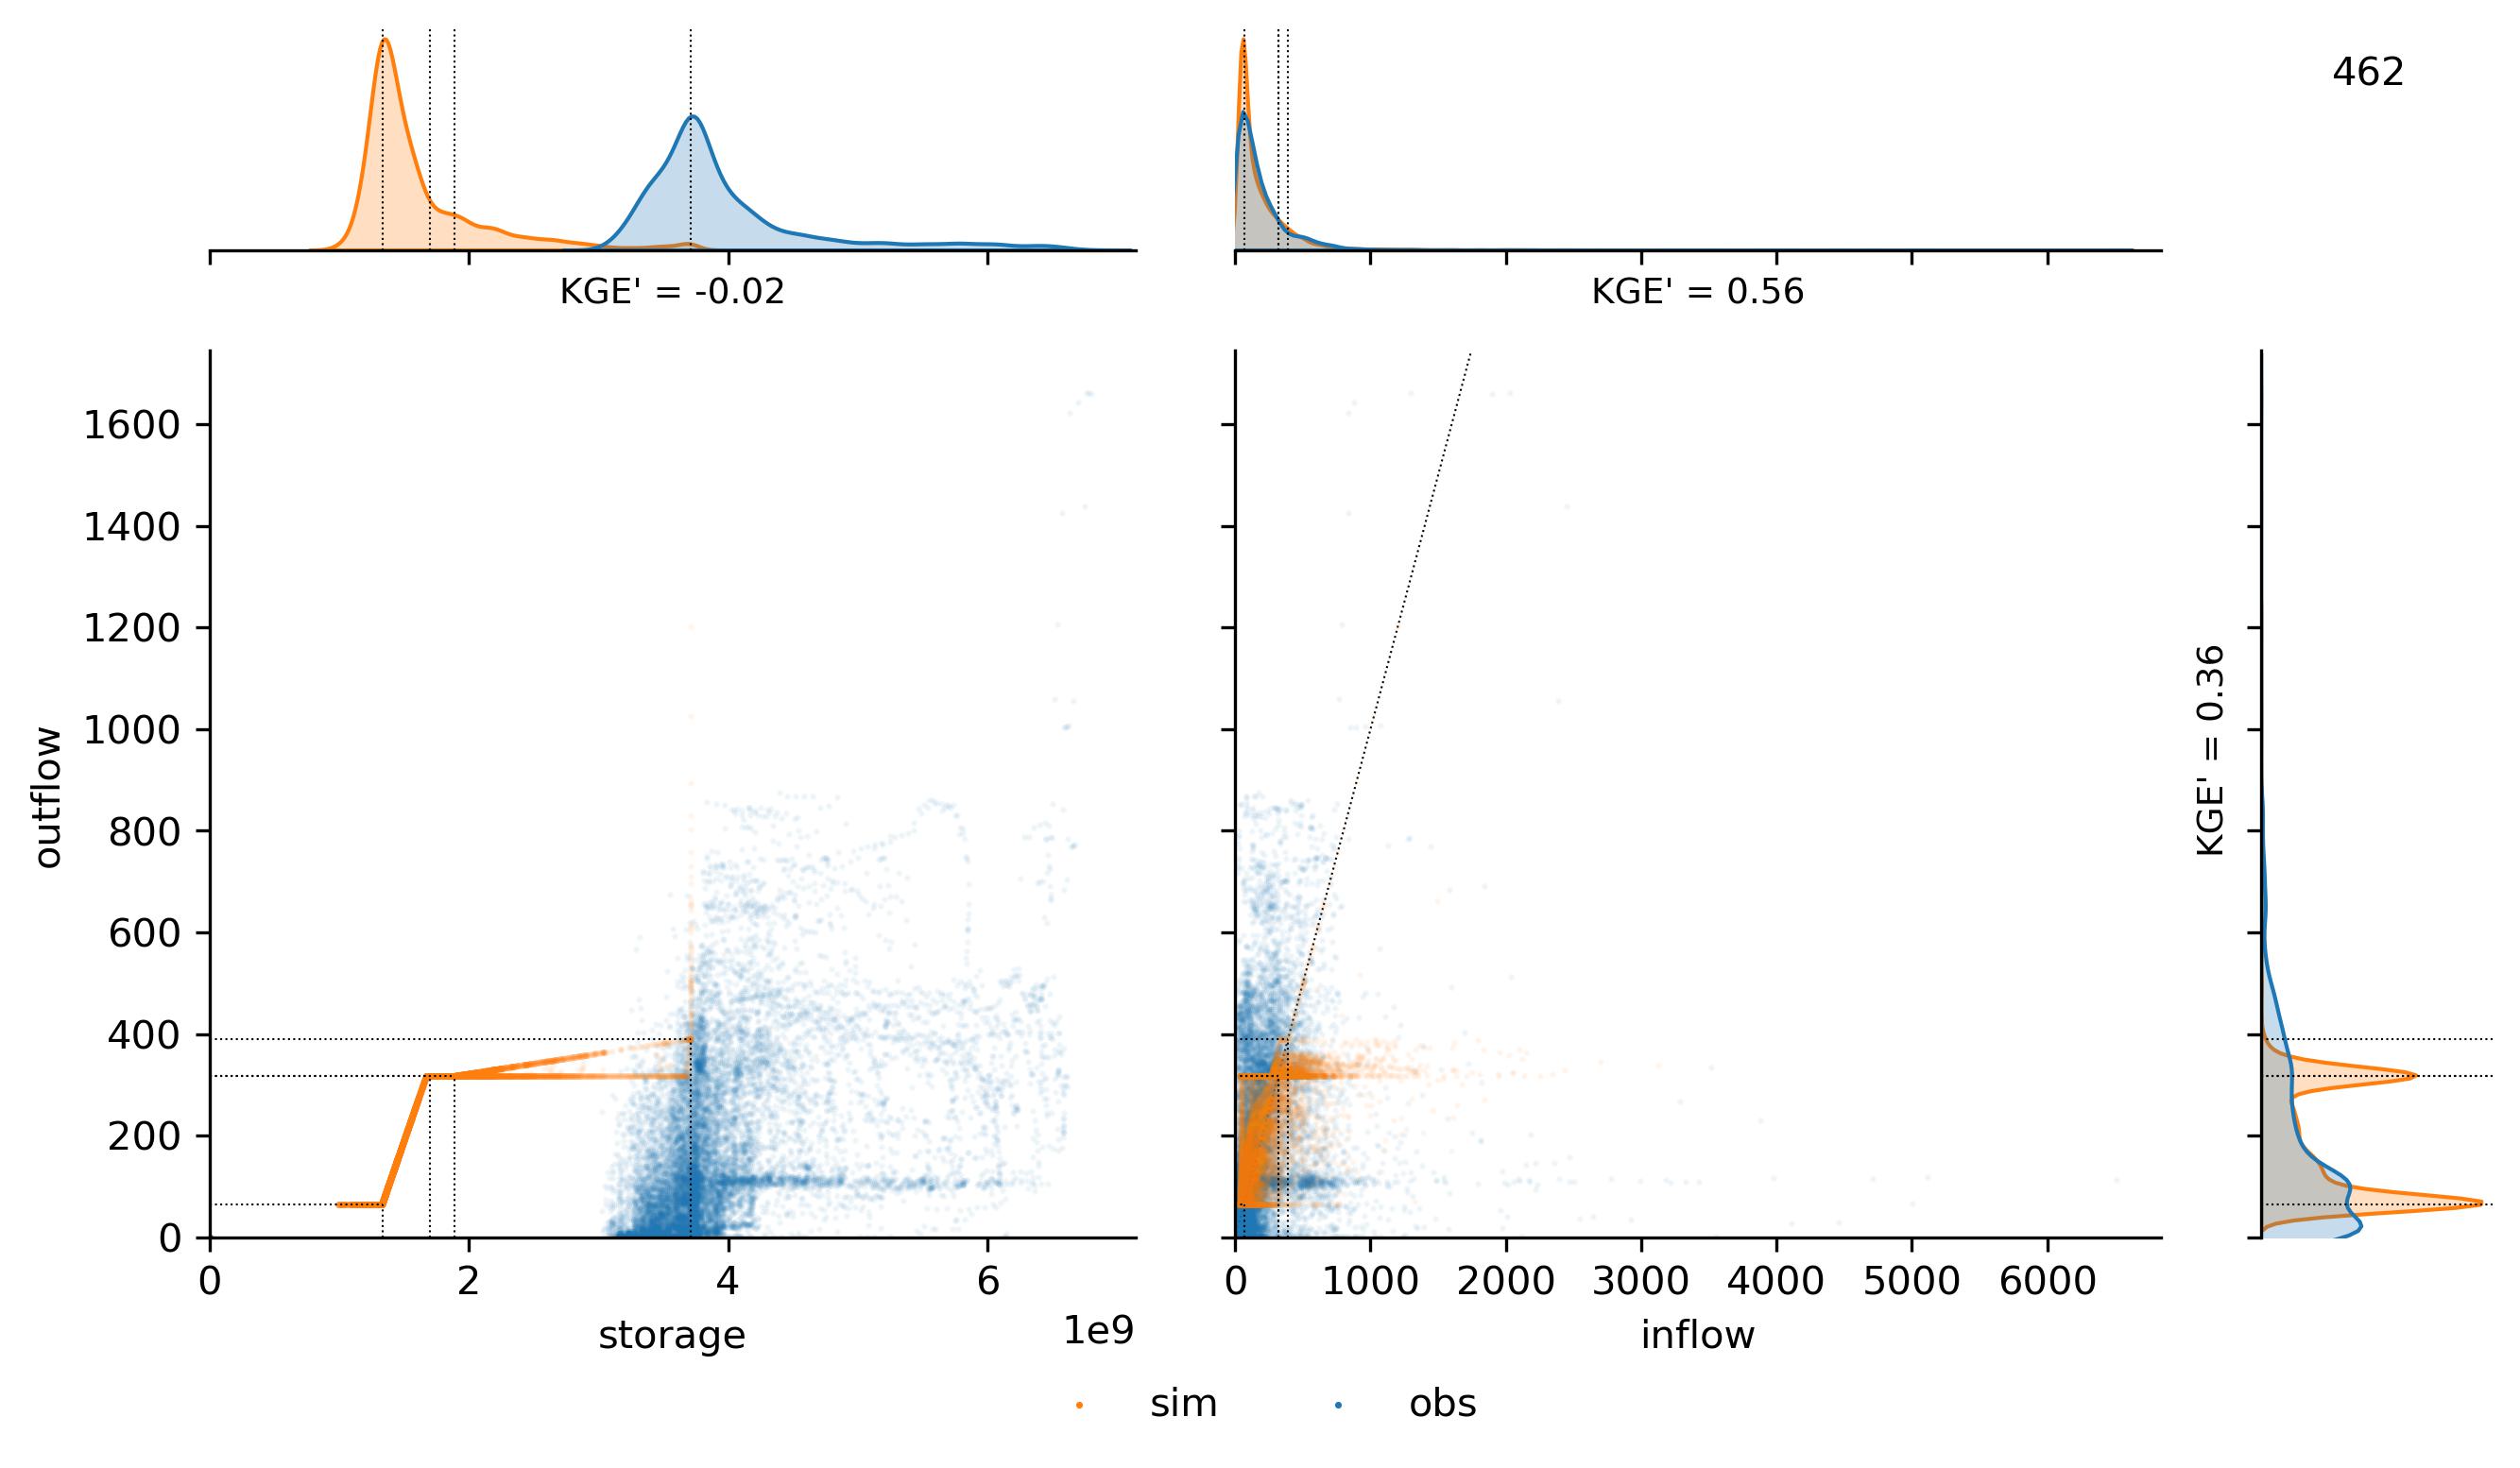 462
KGE' = -0.02
KGE' = 0.56
outflow
1600
1400
1200
1000
800
600
400
200
0
KGE' = 0.36
0 2 4 6
1e9
storage
0 1000 2000 3000 4000 5000 6000
inflow
sim obs